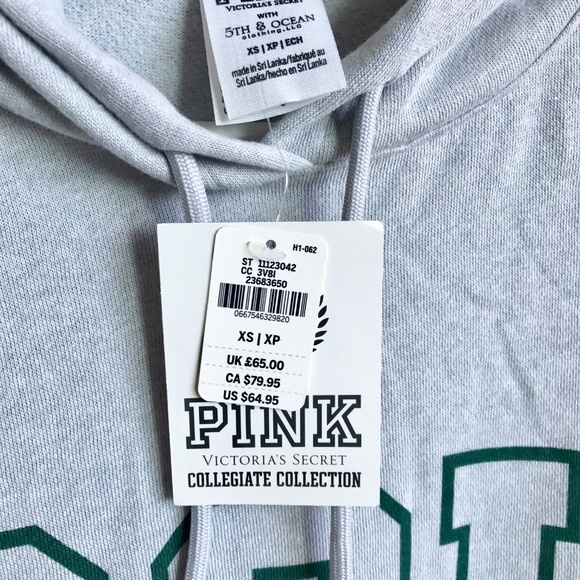 VICTORIA'S SECRET
WITH
5TH & OCEAN
clothing, LLC
XS | XP | ECH
made in Sri Lanka/fabriqué au
Sri Lanka/hecho en Sri Lanka
H1-062
ST 11123042
CC 3V8I
23683650
0667546329820
XS | XP
UK £65.00
CA $79.95
US $64.95
PINK
VICTORIA'S SECRET
COLLEGIATE COLLECTION